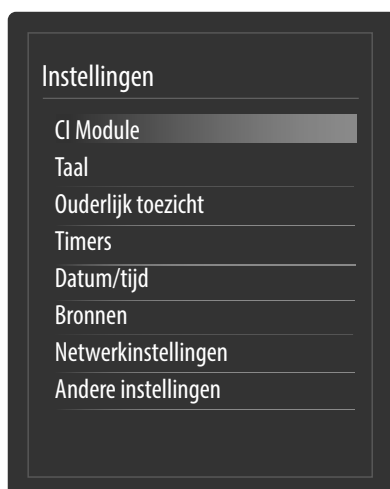 Instellingen
CI Module
Taal
Ouderlijk toezicht
Timers
Datum/tijd
Bronnen
Netwerkinstellingen
Andere instellingen